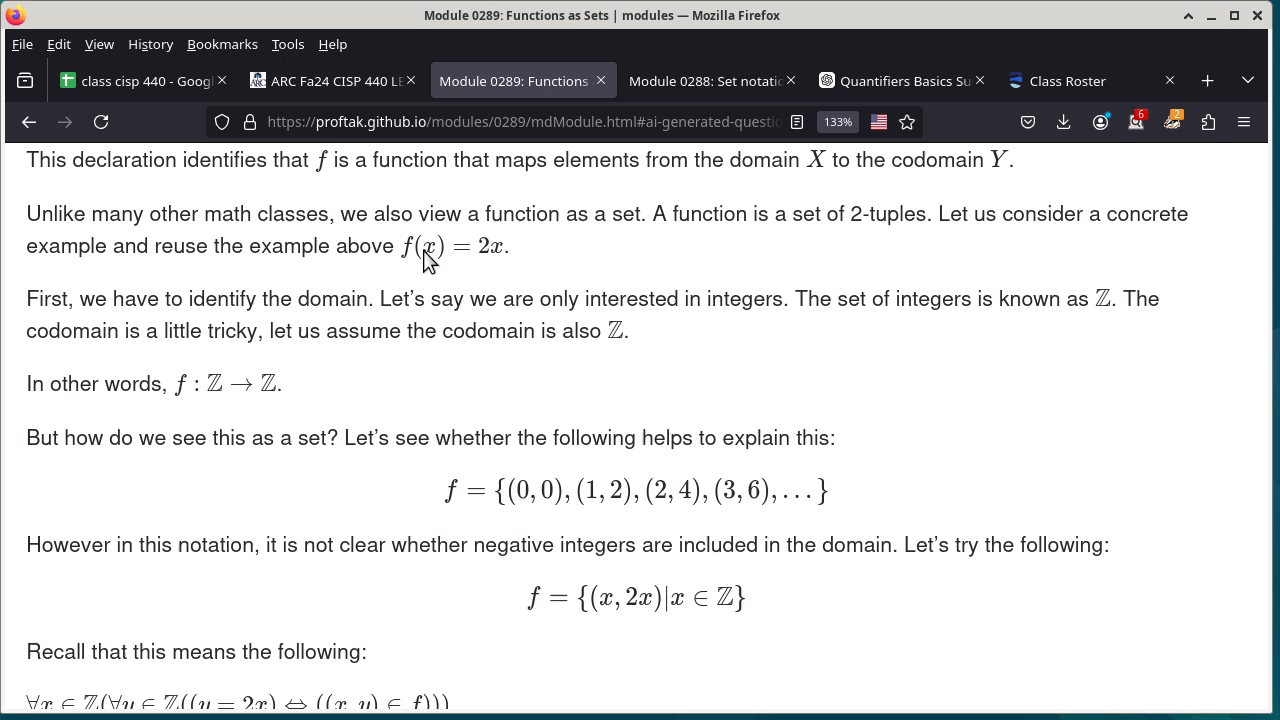 Module 0289: Functions as Sets | modules — Mozilla Firefox
File Edit View History Bookmarks Tools Help
class cisp 440 - Googl
ARC Fa24 CISP 440 LE
Module 0289: Functions
Module 0288: Set notatio
Quantifiers Basics Su
Class Roster
https://proftak.github.io/modules/0289/mdModule.html#ai-generated-questio
133%
6
2
This declaration identifies that f is a function that maps elements from the domain X to the codomain Y.
Unlike many other math classes, we also view a function as a set. A function is a set of 2-tuples. Let us consider a concrete
example and reuse the example above f(x) = 2x.
First, we have to identify the domain. Let’s say we are only interested in integers. The set of integers is known as ℤ. The
codomain is a little tricky, let us assume the codomain is also ℤ.
In other words, f : ℤ → ℤ.
But how do we see this as a set? Let’s see whether the following helps to explain this:
f = {(0, 0), (1, 2), (2, 4), (3, 6), …}
However in this notation, it is not clear whether negative integers are included in the domain. Let’s try the following:
f = {(x, 2x)|x ∈ ℤ}
Recall that this means the following:
∀x ∈ ℤ(∀y ∈ ℤ((y = 2x) ⇔ ((x, y) ∈ f)))